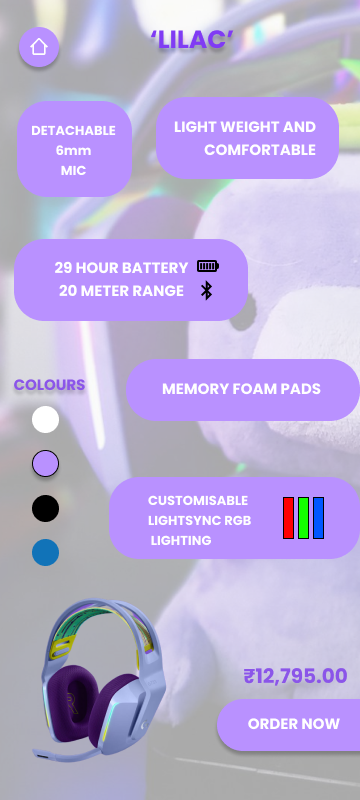 ‘LILAC’
DETACHABLE
6mm
MIC
LIGHT WEIGHT AND
COMFORTABLE
29 HOUR BATTERY
20 METER RANGE
COLOURS
MEMORY FOAM PADS
CUSTOMISABLE
LIGHTSYNC RGB
LIGHTING
₹12,795.00
ORDER NOW